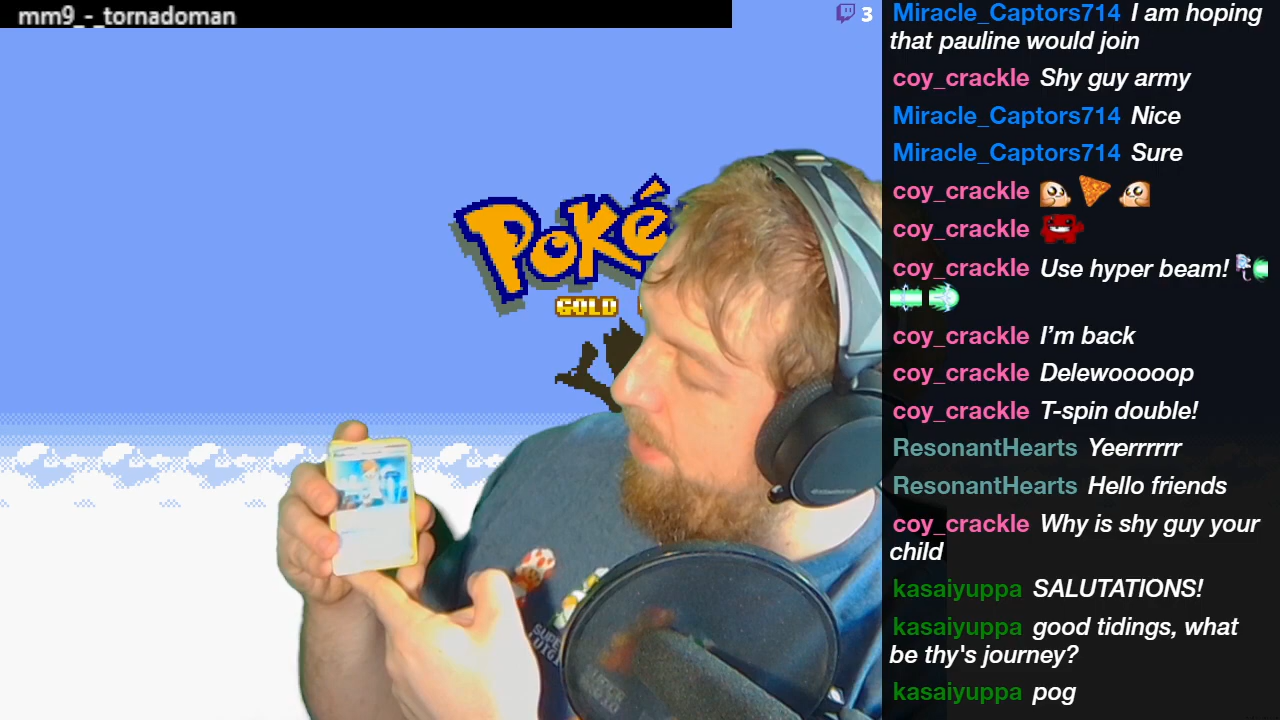 mm9_-_tornadoman
3
Poké
GOLD
SUPER
Miracle_Captors714 I am hoping
that pauline would join
coy_crackle Shy guy army
Miracle_Captors714 Nice
Miracle_Captors714 Sure
coy_crackle
coy_crackle
coy_crackle Use hyper beam!
coy_crackle I’m back
coy_crackle Delewooooop
coy_crackle T-spin double!
ResonantHearts Yeerrrrrr
ResonantHearts Hello friends
coy_crackle Why is shy guy your
child
kasaiyuppa SALUTATIONS!
kasaiyuppa good tidings, what
be thy's journey?
kasaiyuppa pog